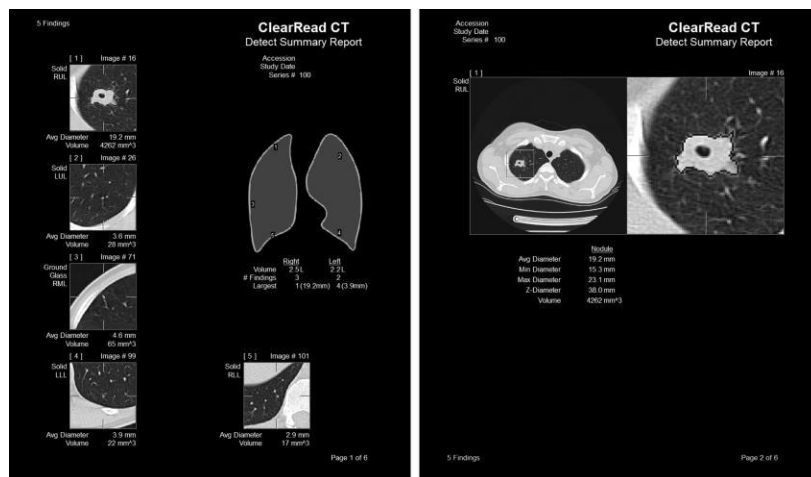 5 Findings
ClearRead CT
Detect Summary Report
Accession
Study Date
Series # 100
[ 1 ] Image # 16
Solid
RUL
Avg Diameter 19.2 mm
Volume 4262 mm^3
[ 2 ] Image # 26
Solid
LUL
Avg Diameter 3.6 mm
Volume 28 mm^3
[ 3 ] Image # 71
Ground
Glass
RML
Avg Diameter 4.6 mm
Volume 65 mm^3
[ 4 ] Image # 99
Solid
LLL
Avg Diameter 3.9 mm
Volume 22 mm^3
1
2
3
4
5
Right Left
Volume 2.5 L 2.2 L
# Findings 3 2
Largest 1 (19.2mm) 4 (3.9mm)
[ 5 ] Image # 101
Solid
RLL
Avg Diameter 2.9 mm
Volume 17 mm^3
Page 1 of 6
Accession
Study Date
Series # 100
ClearRead CT
Detect Summary Report
[ 1 ] Image # 16
Solid
RUL
Nodule
Avg Diameter 19.2 mm
Min Diameter 15.3 mm
Max Diameter 23.1 mm
Z-Diameter 38.0 mm
Volume 4262 mm^3
5 Findings
Page 2 of 6